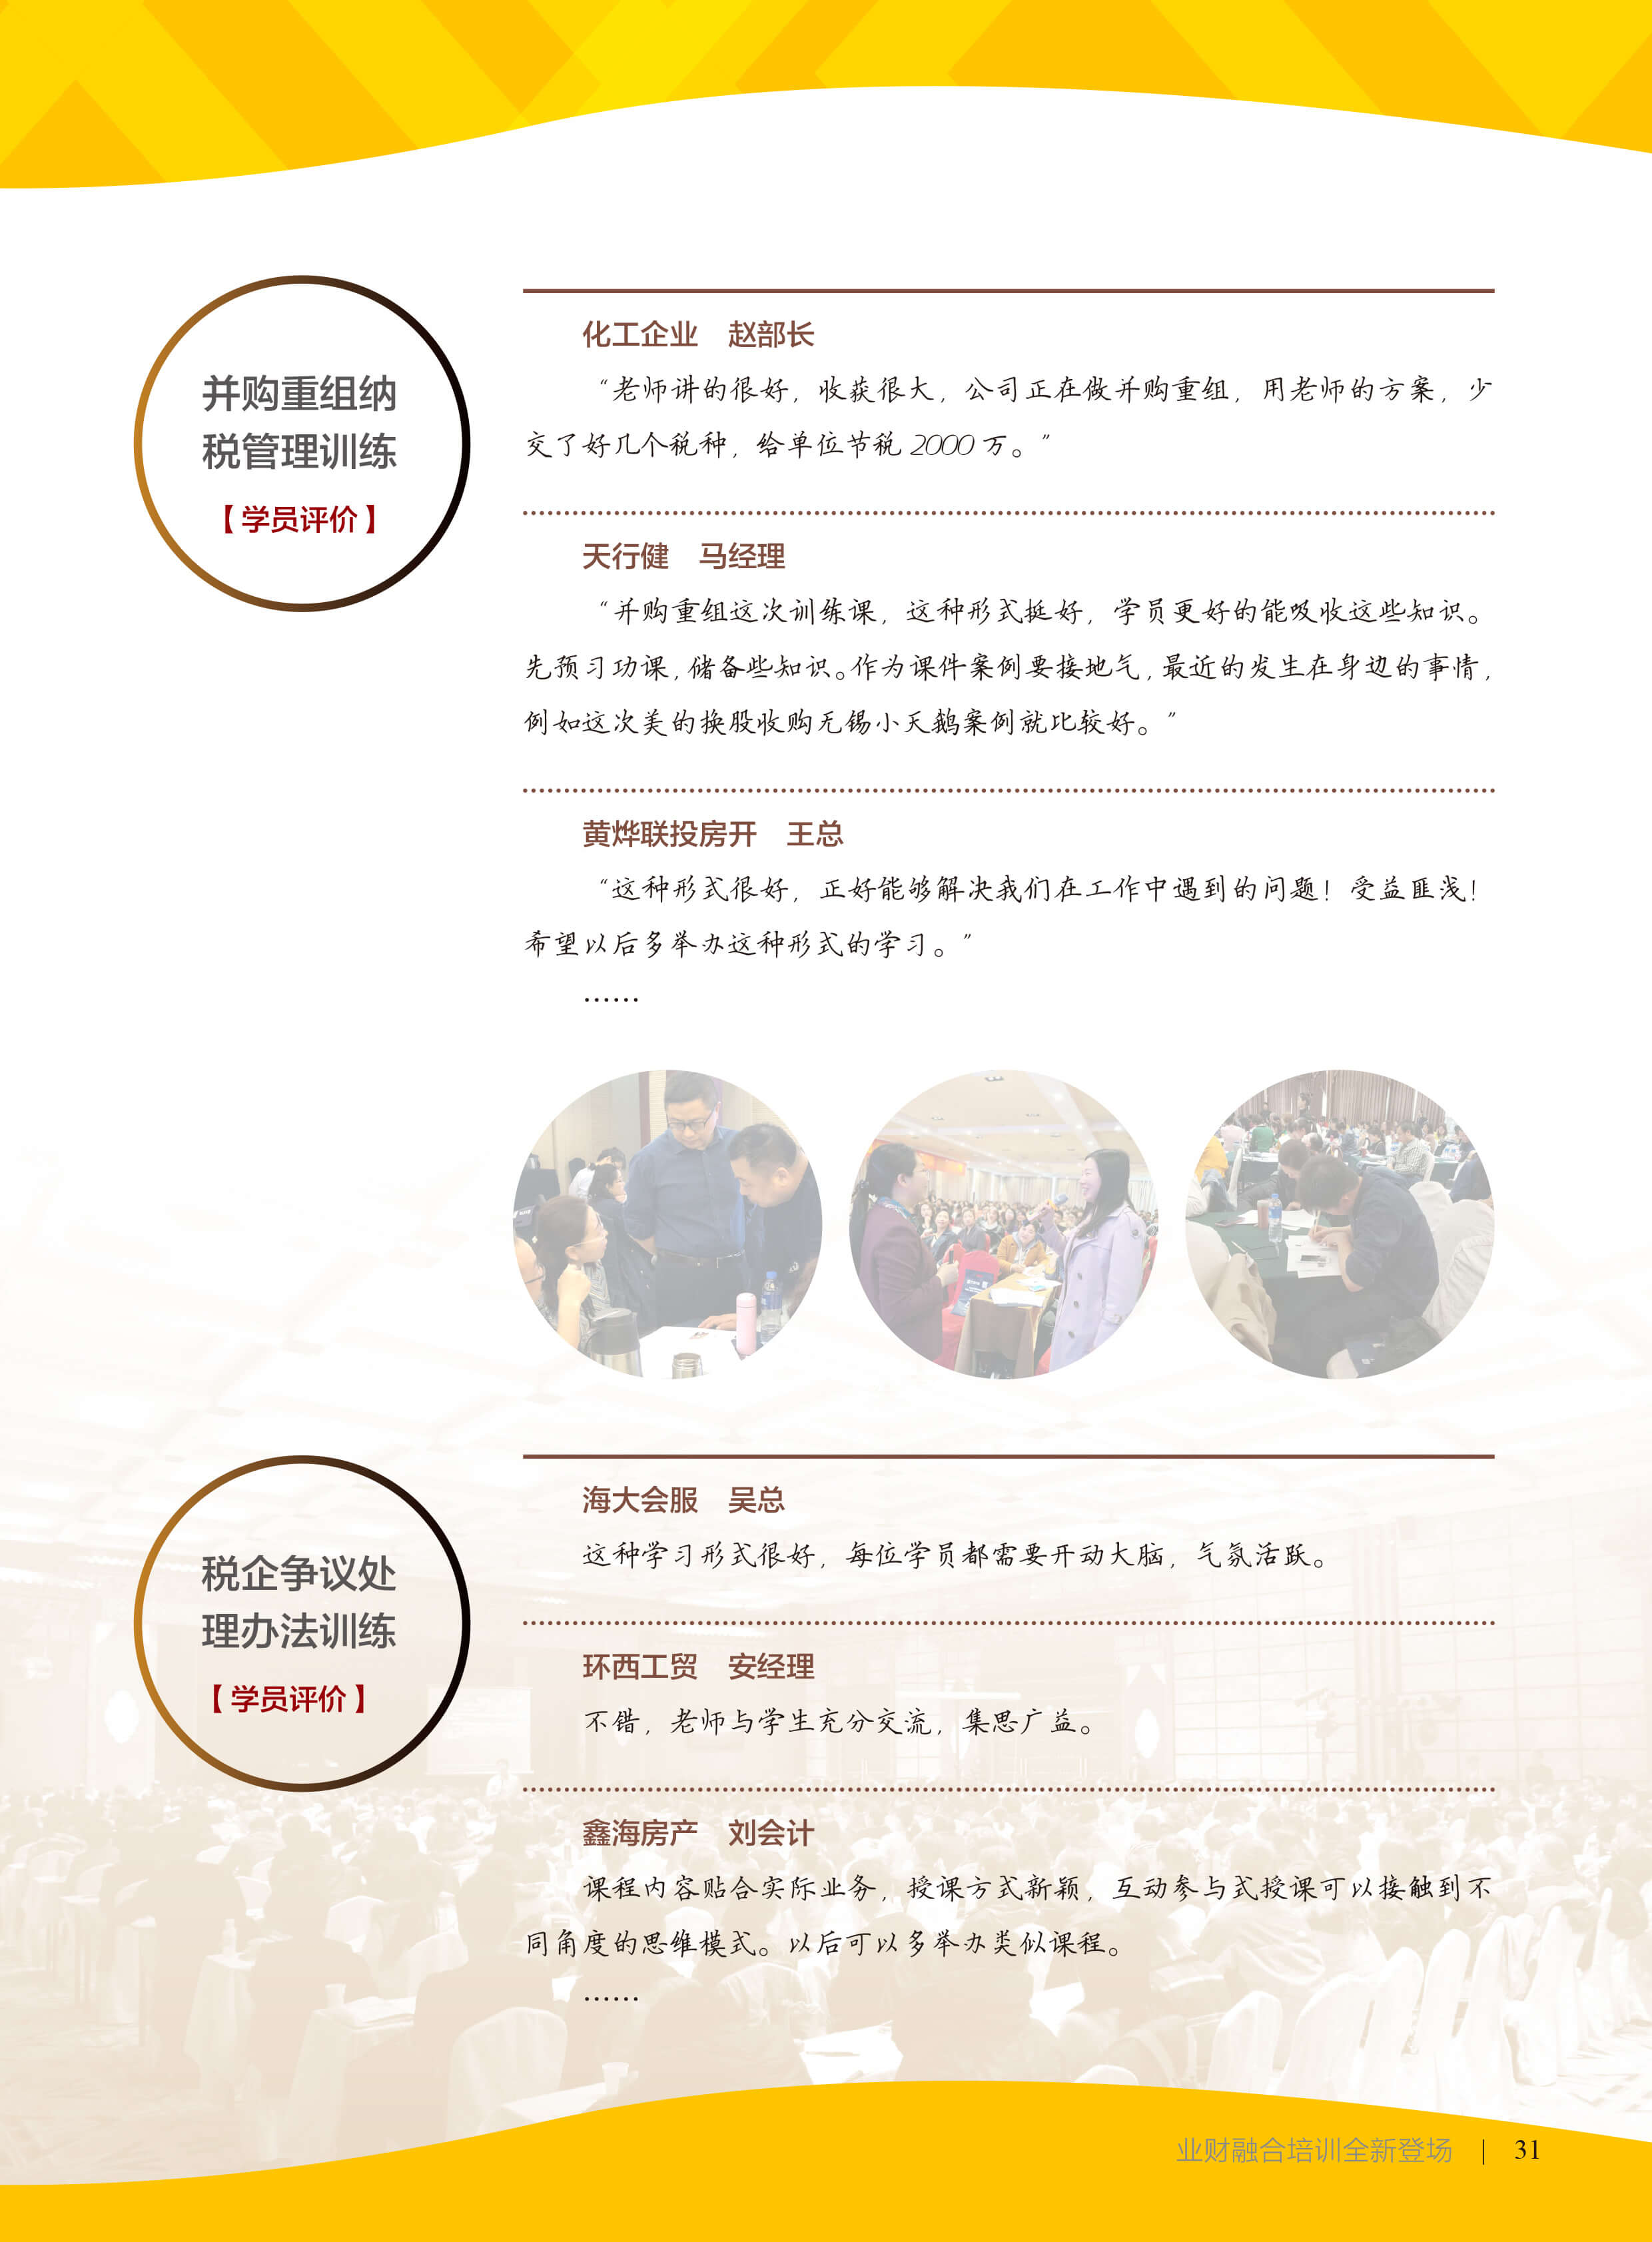 并购重组纳
税管理训练
【学员评价】
化工企业　赵部长
“老师讲的很好，收获很大，公司正在做并购重组，用老师的方案，少
交了好几个税种，给单位节税 2000 万。”
天行健　马经理
“并购重组这次训练课，这种形式挺好，学员更好的能吸收这些知识。
先预习功课，储备些知识。作为课件案例要接地气，最近的发生在身边的事情，
例如这次美的换股收购无锡小天鹅案例就比较好。”
黄烨联投房开　王总
“这种形式很好，正好能够解决我们在工作中遇到的问题！受益匪浅！
希望以后多举办这种形式的学习。”
……
税企争议处
理办法训练
【学员评价】
海大会服　吴总
这种学习形式很好，每位学员都需要开动大脑，气氛活跃。
环西工贸　安经理
不错，老师与学生充分交流，集思广益。
鑫海房产　刘会计
课程内容贴合实际业务，授课方式新颖，互动参与式授课可以接触到不
同角度的思维模式。以后可以多举办类似课程。
……
业财融合培训全新登场 | 31